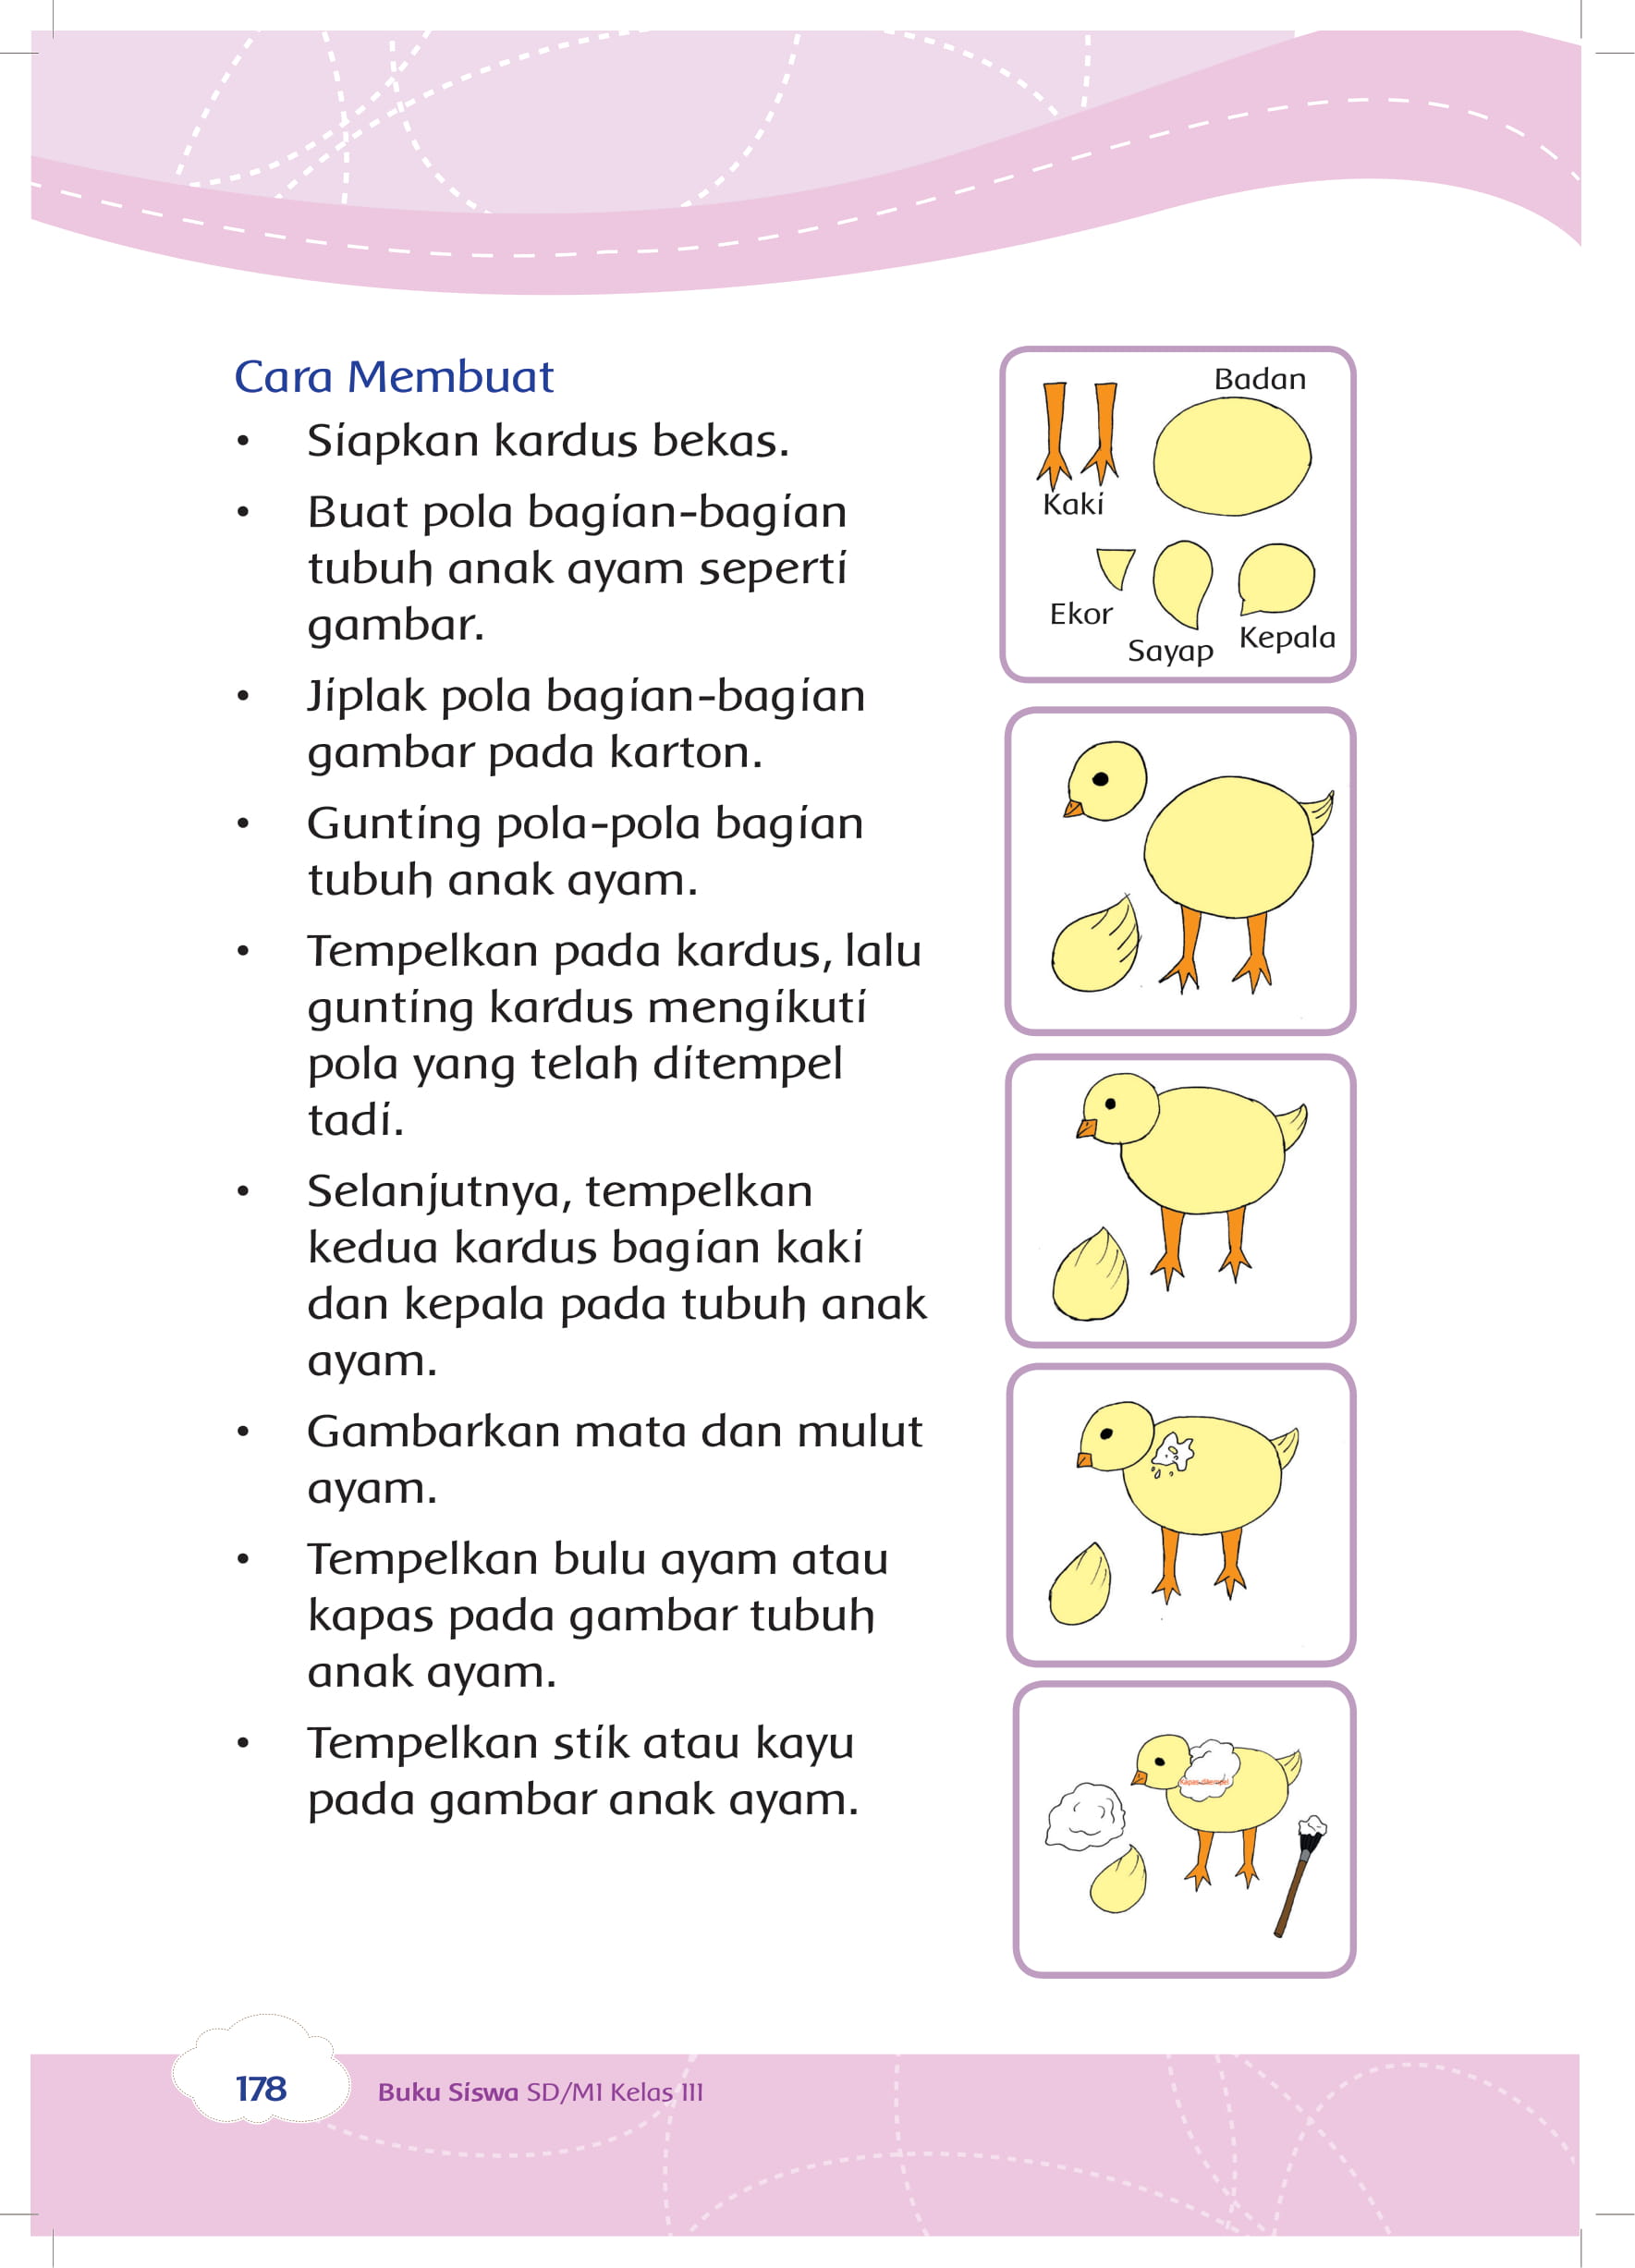 Cara Membuat
• Siapkan kardus bekas.
• Buat pola bagian-bagian
tubuh anak ayam seperti
gambar.
• Jiplak pola bagian-bagian
gambar pada karton.
• Gunting pola-pola bagian
tubuh anak ayam.
• Tempelkan pada kardus, lalu
gunting kardus mengikuti
pola yang telah ditempel
tadi.
• Selanjutnya, tempelkan
kedua kardus bagian kaki
dan kepala pada tubuh anak
ayam.
• Gambarkan mata dan mulut
ayam.
• Tempelkan bulu ayam atau
kapas pada gambar tubuh
anak ayam.
• Tempelkan stik atau kayu
pada gambar anak ayam.
Badan
Kaki
Ekor
Sayap
Kepala
178
Buku Siswa SD/MI Kelas III